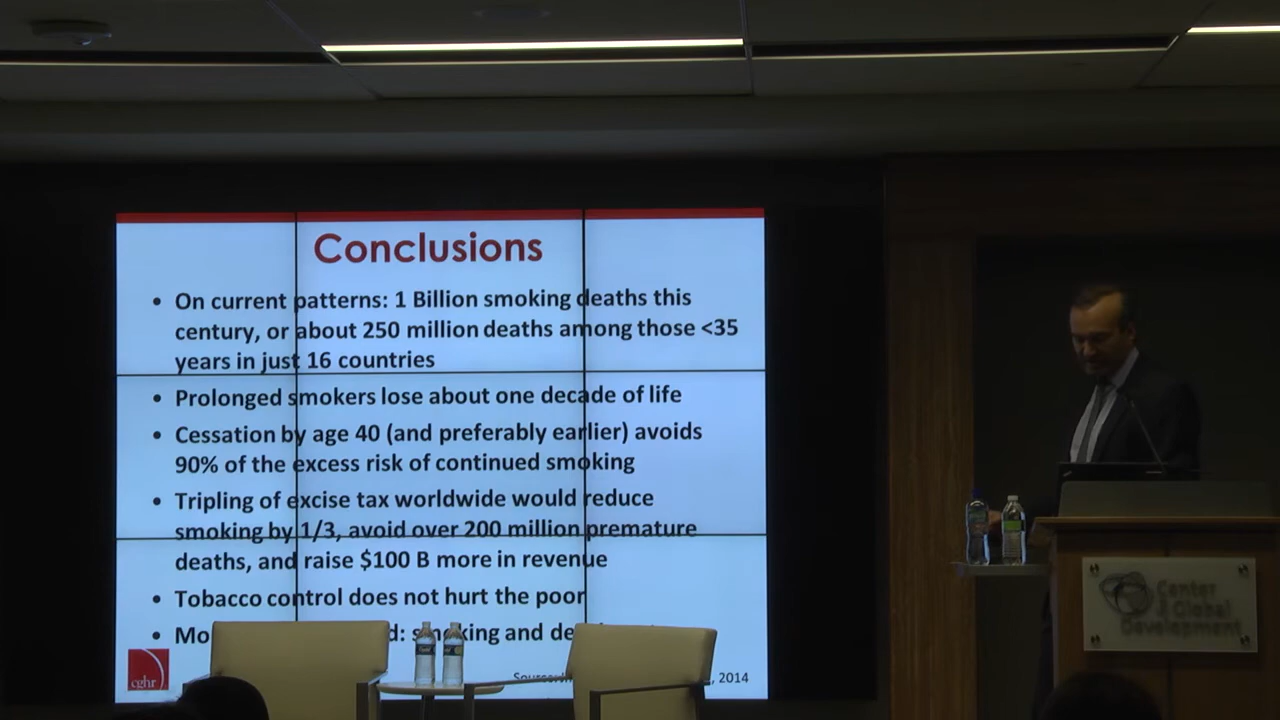 Conclusions
• On current patterns: 1 Billion smoking deaths this
century, or about 250 million deaths among those <35
years in just 16 countries
• Prolonged smokers lose about one decade of life
• Cessation by age 40 (and preferably earlier) avoids
90% of the excess risk of continued smoking
• Tripling of excise tax worldwide would reduce
smoking by 1/3, avoid over 200 million premature
deaths, and raise $100 B more in revenue
• Tobacco control does not hurt the poor
• smoking and
cghr
, 2014
Center
Global
Development